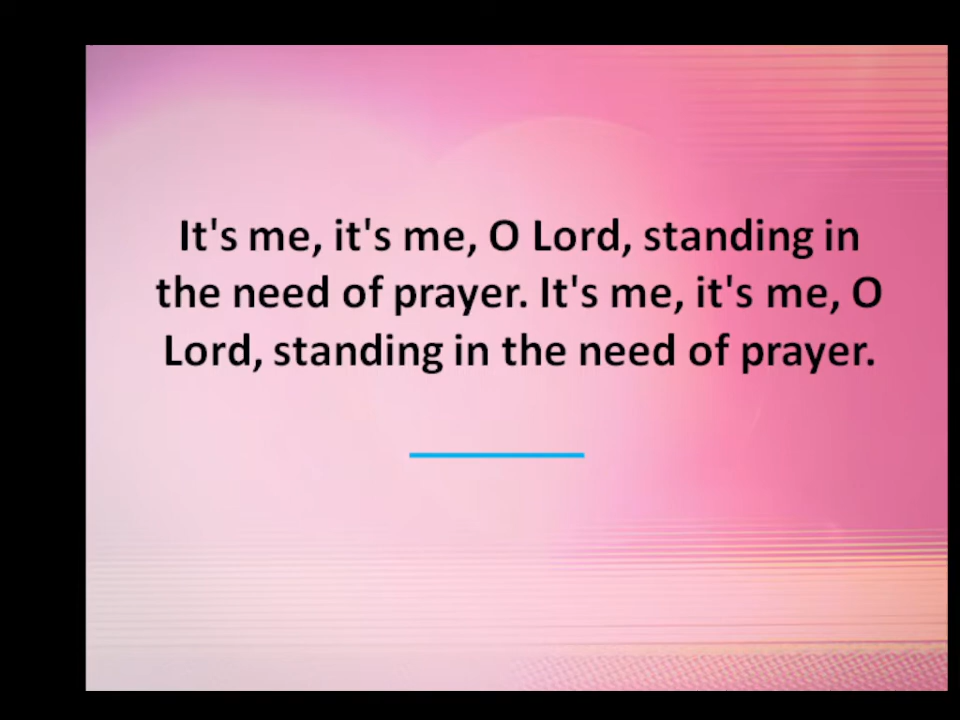 It's me, it's me, O Lord, standing in
the need of prayer. It's me, it's me, O
Lord, standing in the need of prayer.